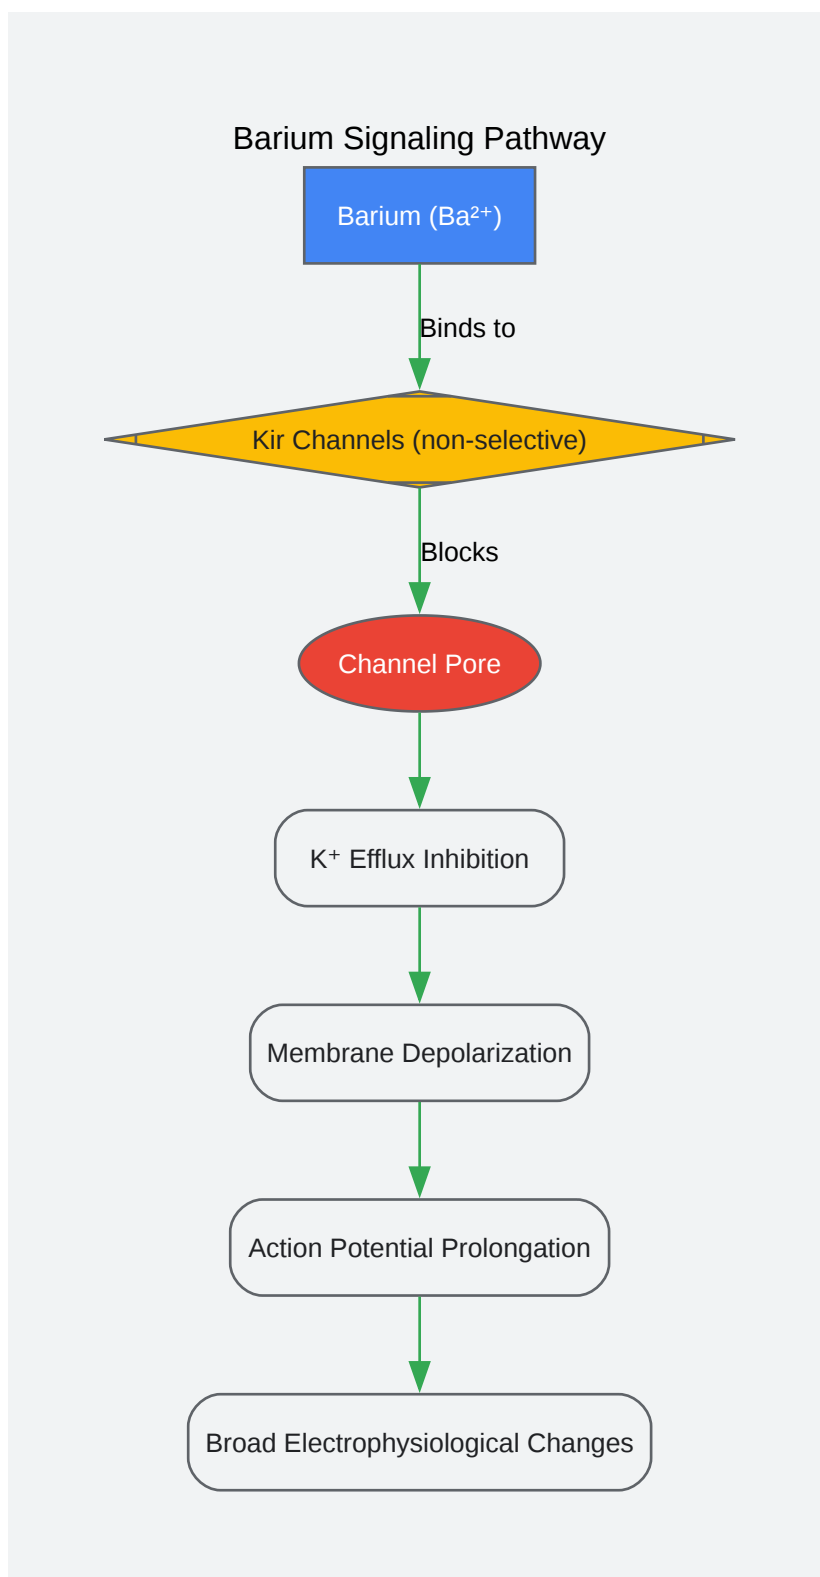 Barium Signaling Pathway
Barium (Ba²⁺)
Binds to
Kir Channels (non-selective)
Blocks
Channel Pore
K⁺ Efflux Inhibition
Membrane Depolarization
Action Potential Prolongation
Broad Electrophysiological Changes